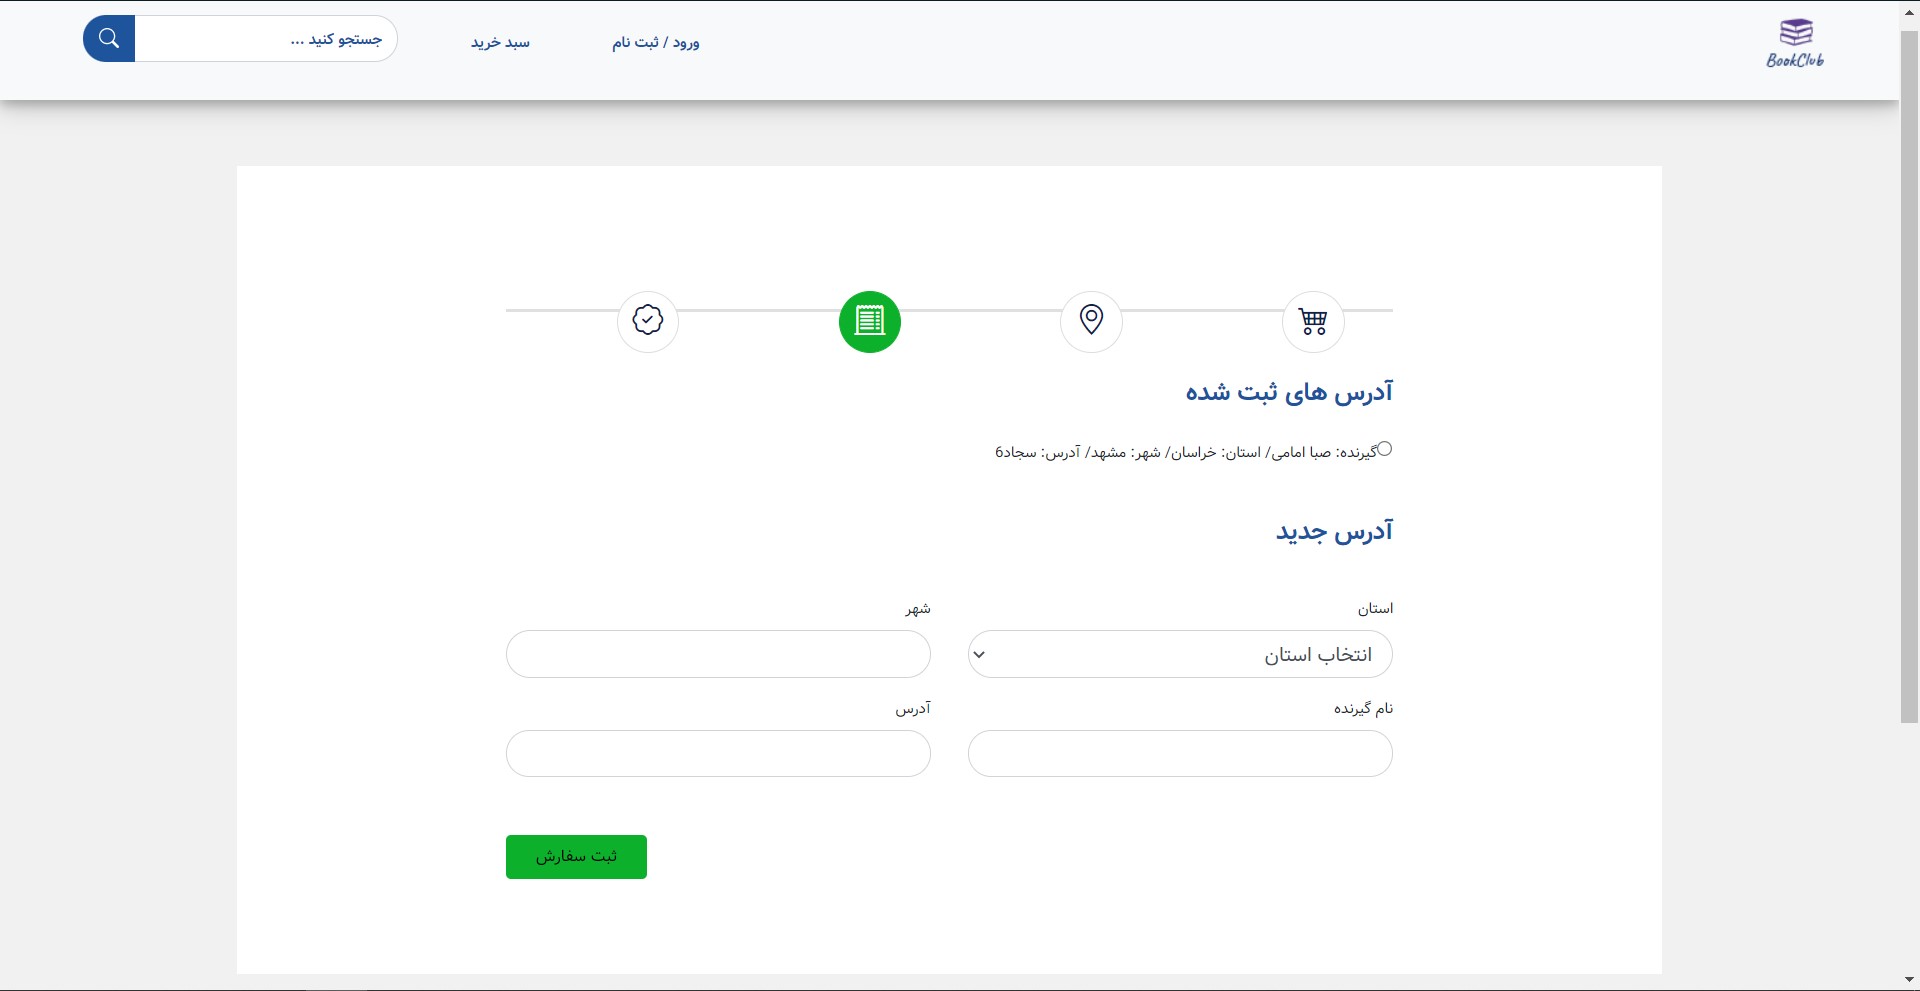 BookClub
ورود / ثبت نام
سبد خرید
جستجو کنید ...
آدرس های ثبت شده
گیرنده: صبا امامی/ استان: خراسان/ شهر: مشهد/ آدرس: سجاد6
آدرس جدید
استان
شهر
انتخاب استان
نام گیرنده
آدرس
ثبت سفارش